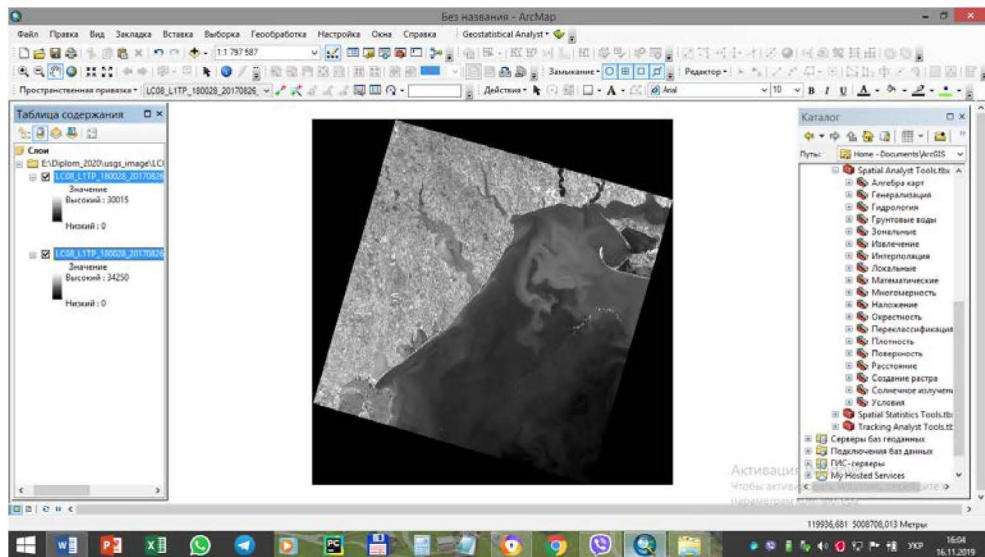 Без названия - ArcMap
Файл Правка Вид Закладка Вставка Выборка Геообработка Настройка Окна Справка Geostatistical Analyst
1:1 797 587
Замыкание Редактор
Пространственная привязка LC08_L1TP_180028_20170826_ Действия Arial 10 B I U A
Таблица содержания
Слои
E:\Diplom_2020\usgs_image\LC
LC08_L1TP_180028_20170826
Значение
Высокий : 30015
Низкий : 0
LC08_L1TP_180028_20170826
Значение
Высокий : 34250
Низкий : 0
Каталог
Путь: Home - Documents\ArcGIS
Spatial Analyst Tools.tbx
Алгебра карт
Генерализация
Гидрология
Грунтовые воды
Зональные
Извлечение
Интерполяция
Локальные
Математические
Многомерность
Наложение
Окрестность
Переклассификация
Плотность
Поверхность
Расстояние
Создание растра
Солнечное излучен
Условия
Spatial Statistics Tools.tb
Tracking Analyst Tools.tb
Серверы баз геоданных
Подключения баз данных
ГИС-серверы
My Hosted Services
Активация
Чтобы
параметрам
119936,681 5008708,013 Метры
УКР
16:04
16.11.2019